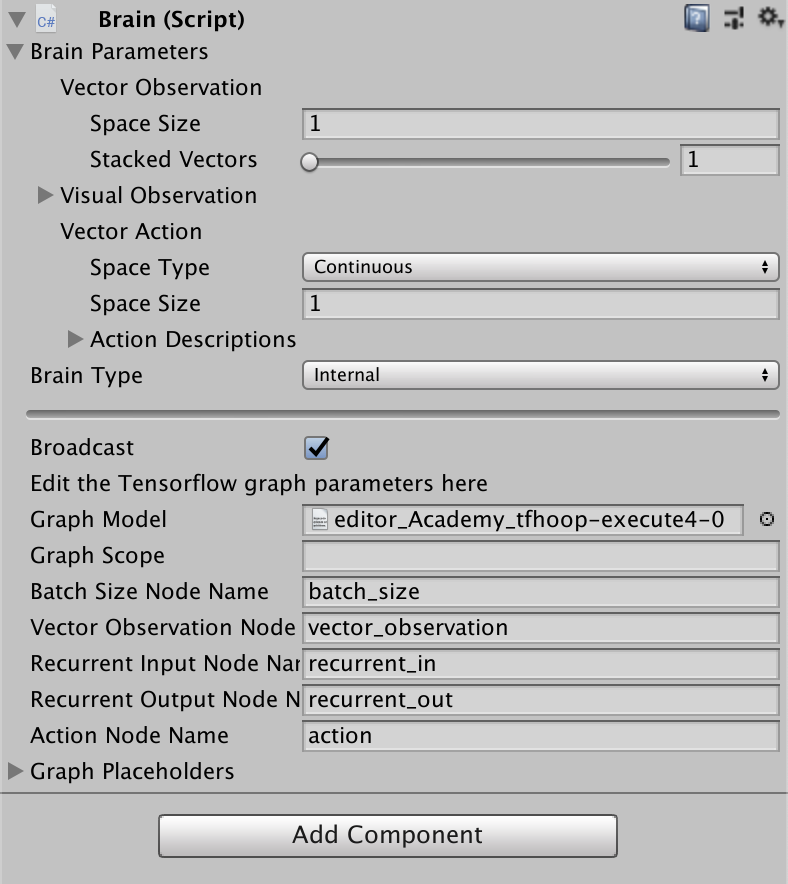 C# Brain (Script)
Brain Parameters
Vector Observation
Space Size 1
Stacked Vectors 1
Visual Observation
Vector Action
Space Type Continuous
Space Size 1
Action Descriptions
Brain Type Internal
Broadcast
Edit the Tensorflow graph parameters here
Graph Model editor_Academy_tfhoop-execute4-0
Graph Scope
Batch Size Node Name batch_size
Vector Observation Node vector_observation
Recurrent Input Node Nar recurrent_in
Recurrent Output Node N recurrent_out
Action Node Name action
Graph Placeholders
Add Component